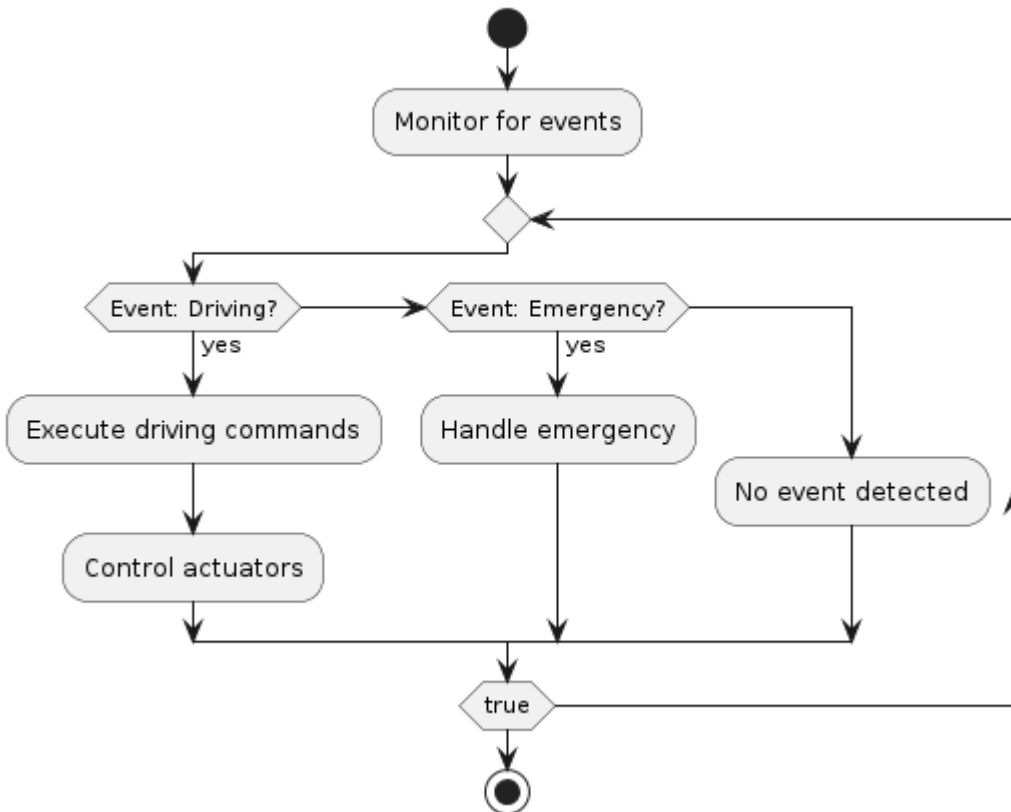 Monitor for events
Event: Driving?
Event: Emergency?
yes
yes
Execute driving commands
Handle emergency
No event detected
Control actuators
true